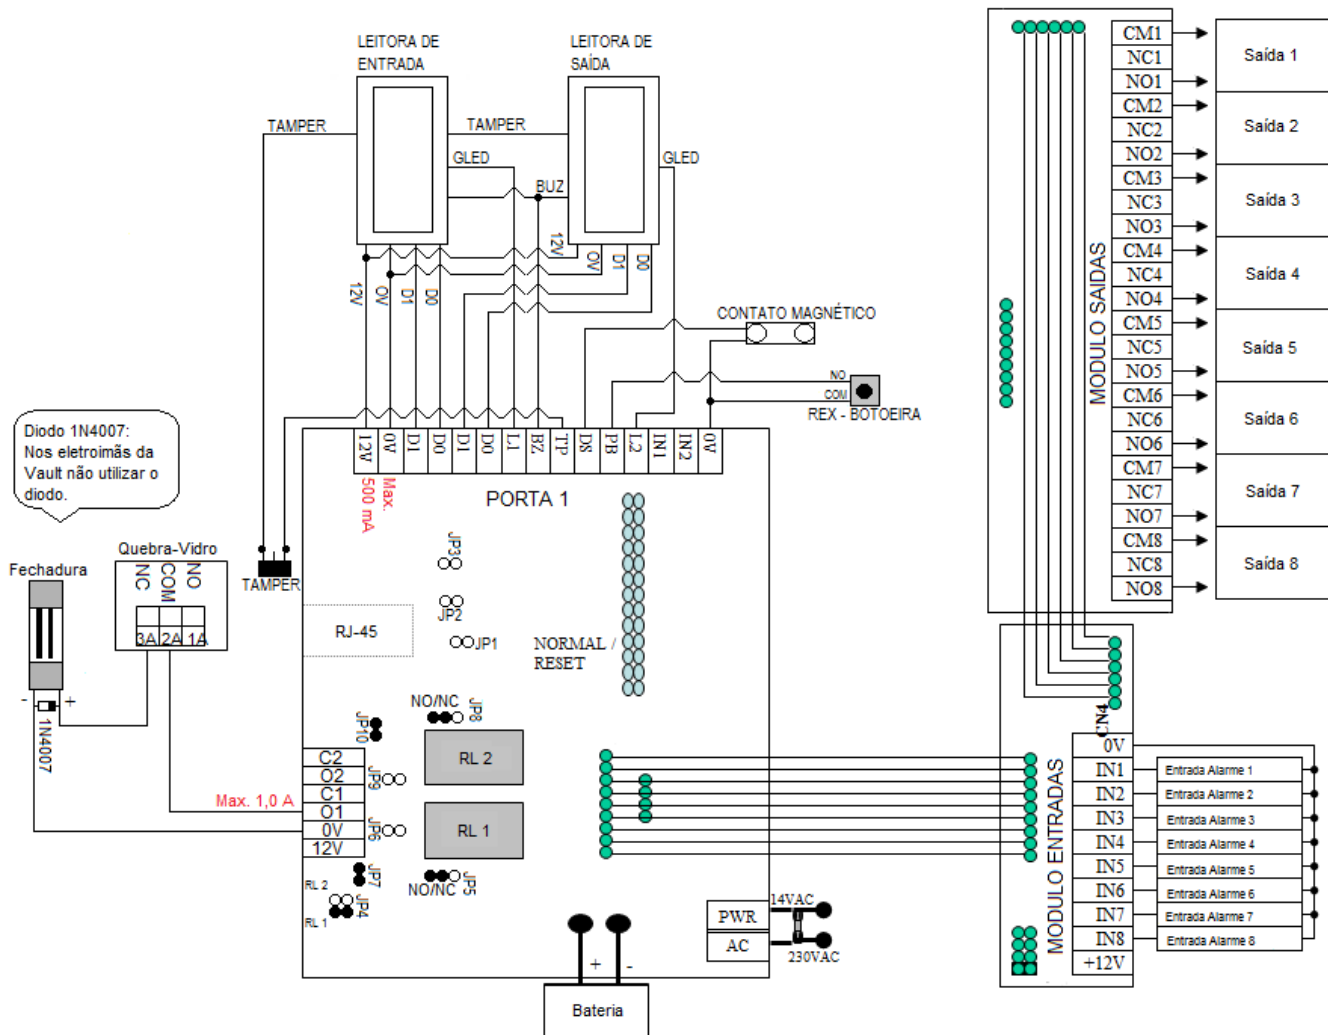 LEITORA DE
ENTRADA
LEITORA DE
SAÍDA
TAMPER
TAMPER
GLED
GLED
BUZ
12V
0V
D1
D0
12V
0V
D1
D0
CONTATO MAGNÉTICO
NO
COM
REX - BOTOEIRA
12V
0V
D1
D0
D1
D0
L1
BZ
TP
DS
PB
L2
IN1
IN2
0V
Max.
500 mA
PORTA 1
Diodo 1N4007:
Nos eletroimãs da
Vault não utilizar o
diodo.
Quebra-Vidro
NC
COM
NO
3A
2A
1A
Fechadura
-
+
1N4007
TAMPER
RJ-45
JP3
JP2
JP1
NORMAL /
RESET
NO/NC
JP8
JP10
RL 2
JP9
C2
O2
C1
O1
0V
12V
Max. 1,0 A
RL 1
JP6
JP7
NO/NC
JP5
RL 2
RL 1
JP4
PWR
AC
14VAC
230VAC
+
-
Bateria
MODULO SAIDAS
CM1
NC1
NO1
CM2
NC2
NO2
CM3
NC3
NO3
CM4
NC4
NO4
CM5
NC5
NO5
CM6
NC6
NO6
CM7
NC7
NO7
CM8
NC8
NO8
Saída 1
Saída 2
Saída 3
Saída 4
Saída 5
Saída 6
Saída 7
Saída 8
MODULO ENTRADAS
CN4
0V
IN1
IN2
IN3
IN4
IN5
IN6
IN7
IN8
+12V
Entrada Alarme 1
Entrada Alarme 2
Entrada Alarme 3
Entrada Alarme 4
Entrada Alarme 5
Entrada Alarme 6
Entrada Alarme 7
Entrada Alarme 8